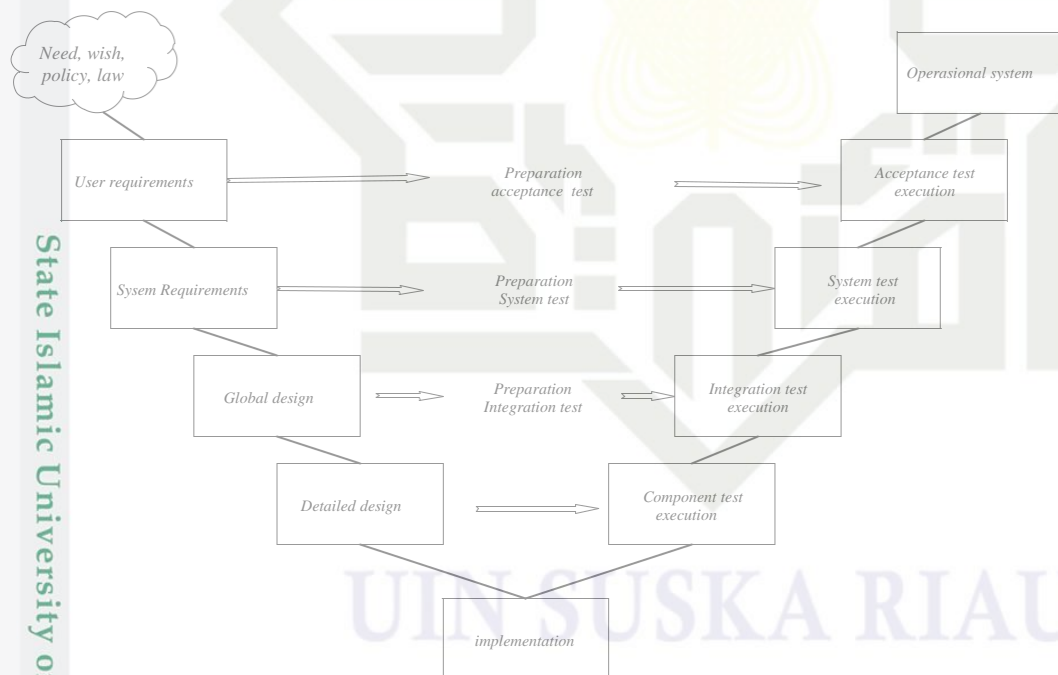 Need, wish,
policy, law
Operasional system
User requirements
Preparation
acceptance test
Acceptance test
execution
Sysem Requirements
Preparation
System test
System test
execution
Global design
Preparation
Integration test
Integration test
execution
Detailed design
Component test
execution
implementation
State Islamic University o
UIN SUSKA RIAU